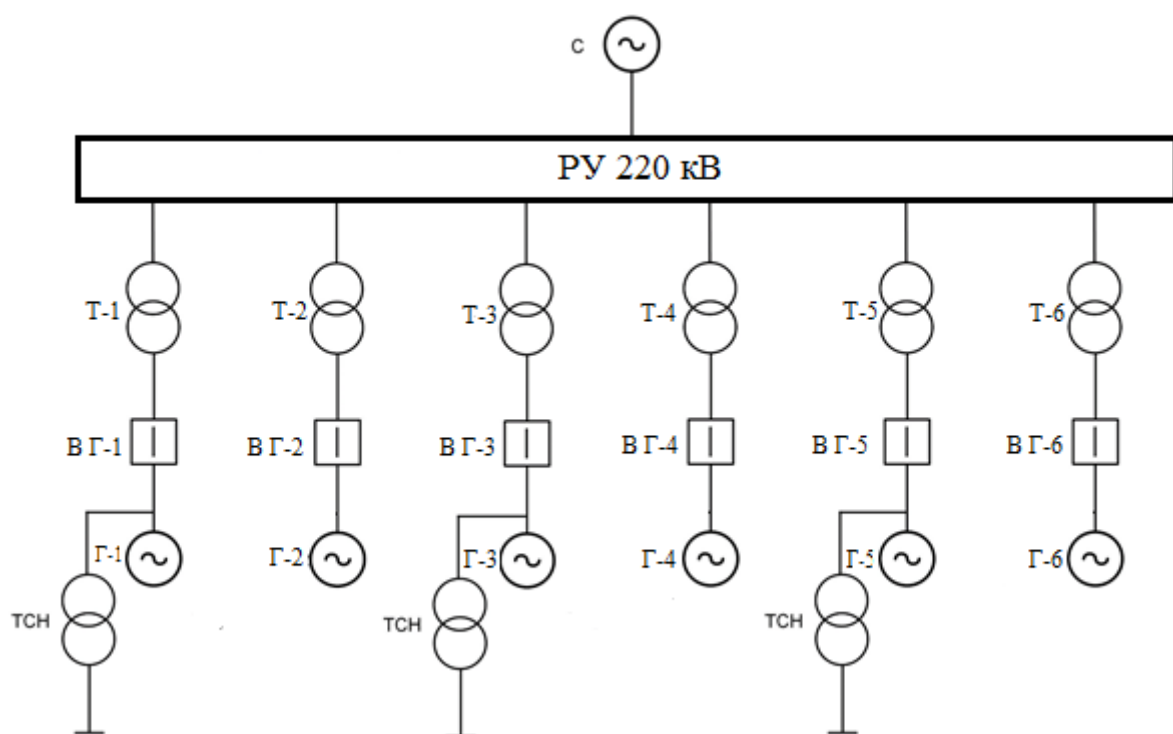 С
РУ 220 кВ
Т-1
Т-2
Т-3
Т-4
Т-5
Т-6
В Г-1
В Г-2
В Г-3
В Г-4
В Г-5
В Г-6
Г-1
Г-2
Г-3
Г-4
Г-5
Г-6
ТСН
ТСН
ТСН